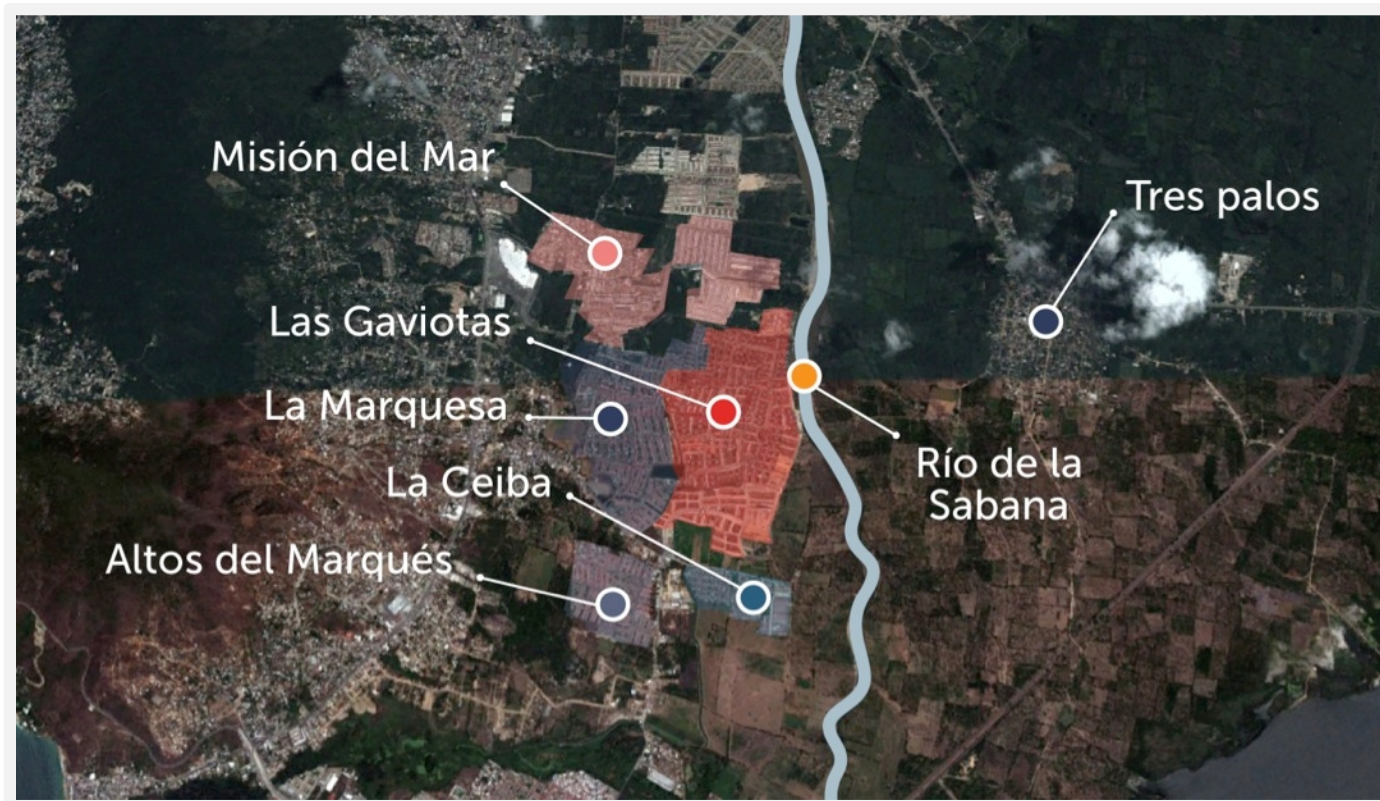 Misión del Mar
Tres palos
Las Gaviotas
La Marquesa
Río de la
Sabana
La Ceiba
Altos del Marqués